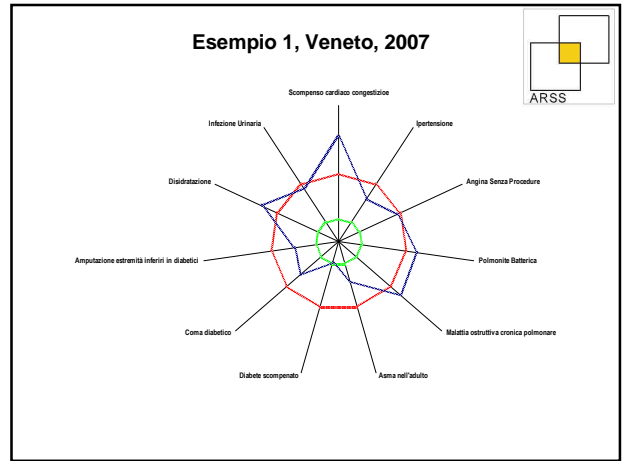 Esempio 1, Veneto, 2007
ARSS
Scompenso cardiaco congestizioe
Infezione Urinaria
Ipertensione
Disidratazione
Angina Senza Procedure
Amputazione estremità inferiri in diabetici
Polmonite Batterica
Coma diabetico
Malattia ostruttiva cronica polmonare
Diabete scompenato
Asma nell'adulto